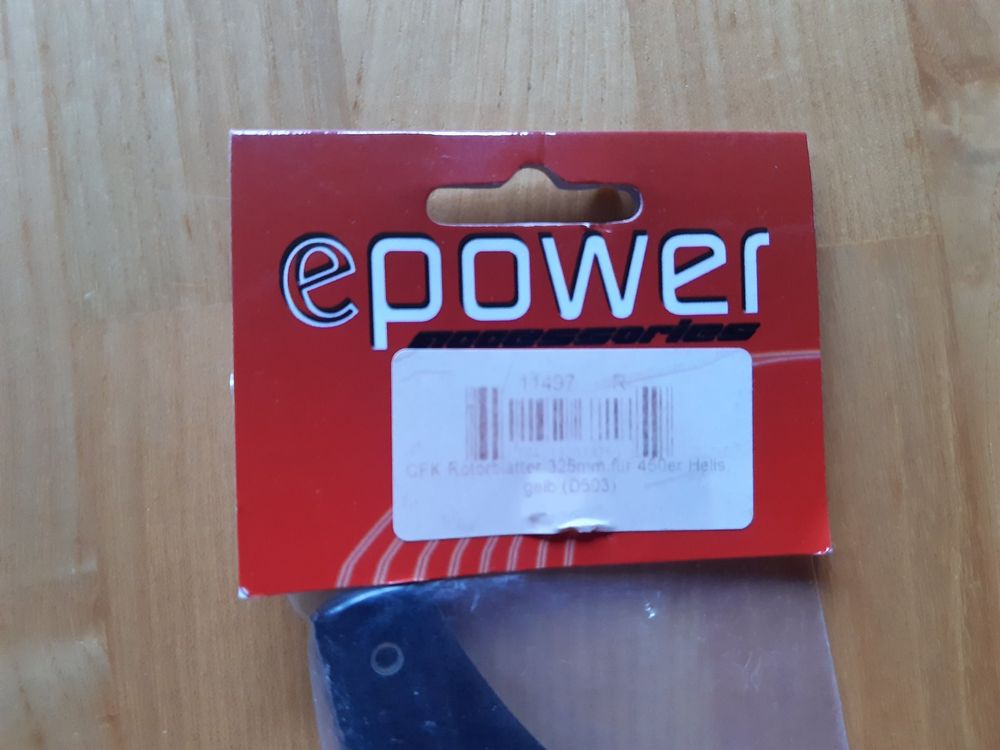 epower
accessories
11497 R
CFK Rotorblätter 325mm für 450er Helis
gelb (D503)